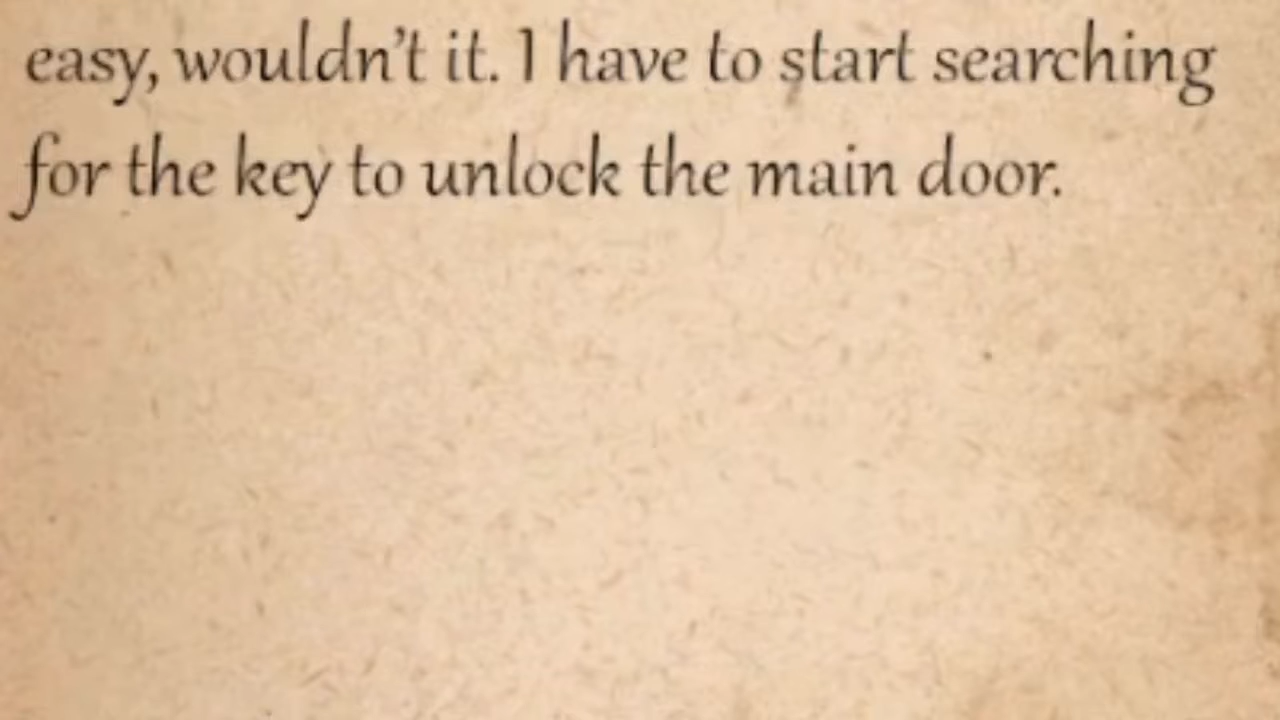 easy, wouldn't it. I have to start searching
for the key to unlock the main door.